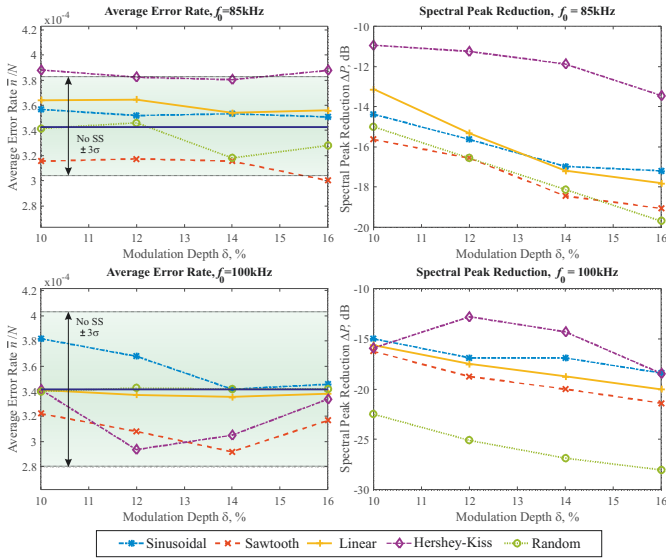 Average Error Rate, f₀=85kHz
×10⁻⁴
Average Error Rate n̄ /N
4.2
4
3.8
3.6
3.4
3.2
3
2.8
No SS
± 3σ
10 11 12 13 14 15 16
Modulation Depth δ, %
Spectral Peak Reduction, f₀ = 85kHz
Spectral Peak Reduction ΔP, dB
-10
-12
-14
-16
-18
-20
10 11 12 13 14 15 16
Modulation Depth δ, %
Average Error Rate, f₀=100kHz
×10⁻⁴
Average Error Rate n̄ /N
4.2
4
3.8
3.6
3.4
3.2
3
2.8
No SS
± 3σ
10 11 12 13 14 15 16
Modulation Depth δ, %
Spectral Peak Reduction, f₀ = 100kHz
Spectral Peak Reduction ΔP, dB
-10
-15
-20
-25
-30
10 11 12 13 14 15 16
Modulation Depth δ, %
Sinusoidal Sawtooth Linear Hershey-Kiss Random